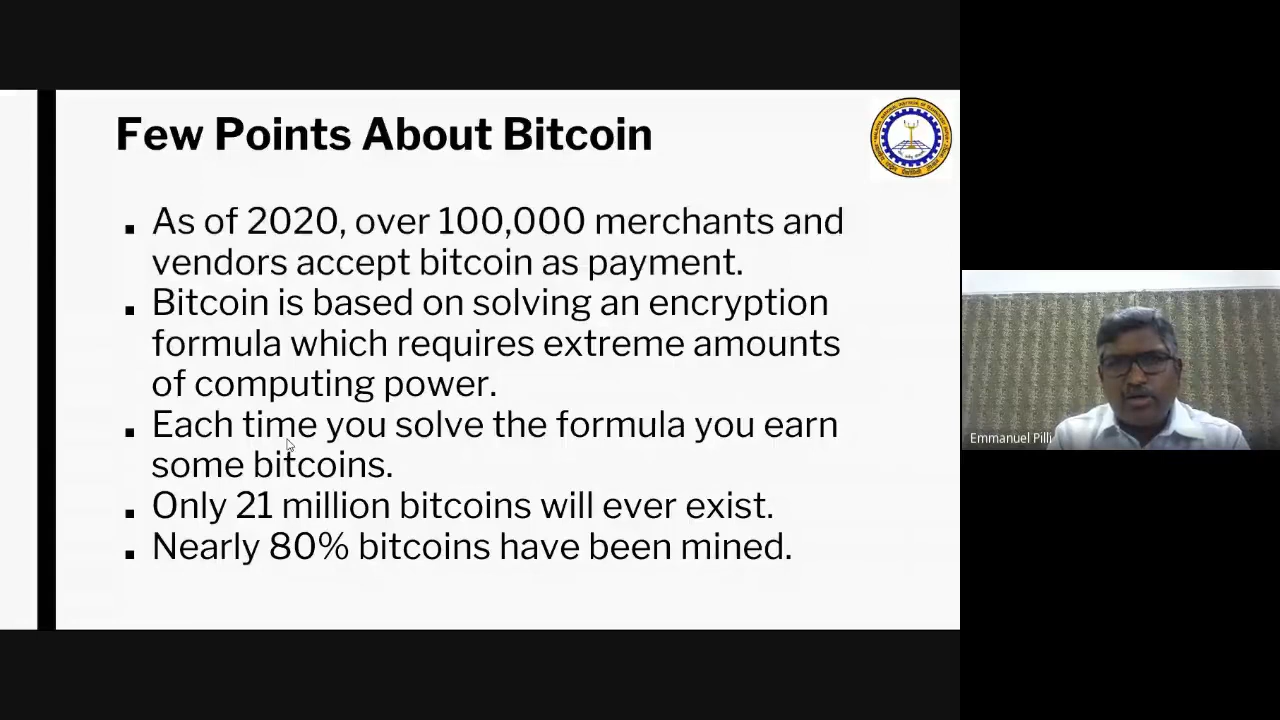 Few Points About Bitcoin
As of 2020, over 100,000 merchants and
vendors accept bitcoin as payment.
Bitcoin is based on solving an encryption
formula which requires extreme amounts
of computing power.
Each time you solve the formula you earn
some bitcoins.
Only 21 million bitcoins will ever exist.
Nearly 80% bitcoins have been mined.
Emmanuel Pilli